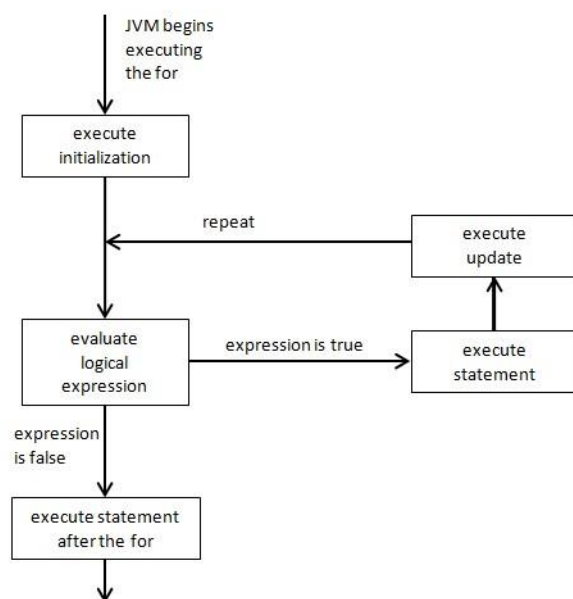 JVM begins
executing
the for
execute
initialization
repeat
execute
update
evaluate
logical
expression
expression is true
execute
statement
expression
is false
execute statement
after the for